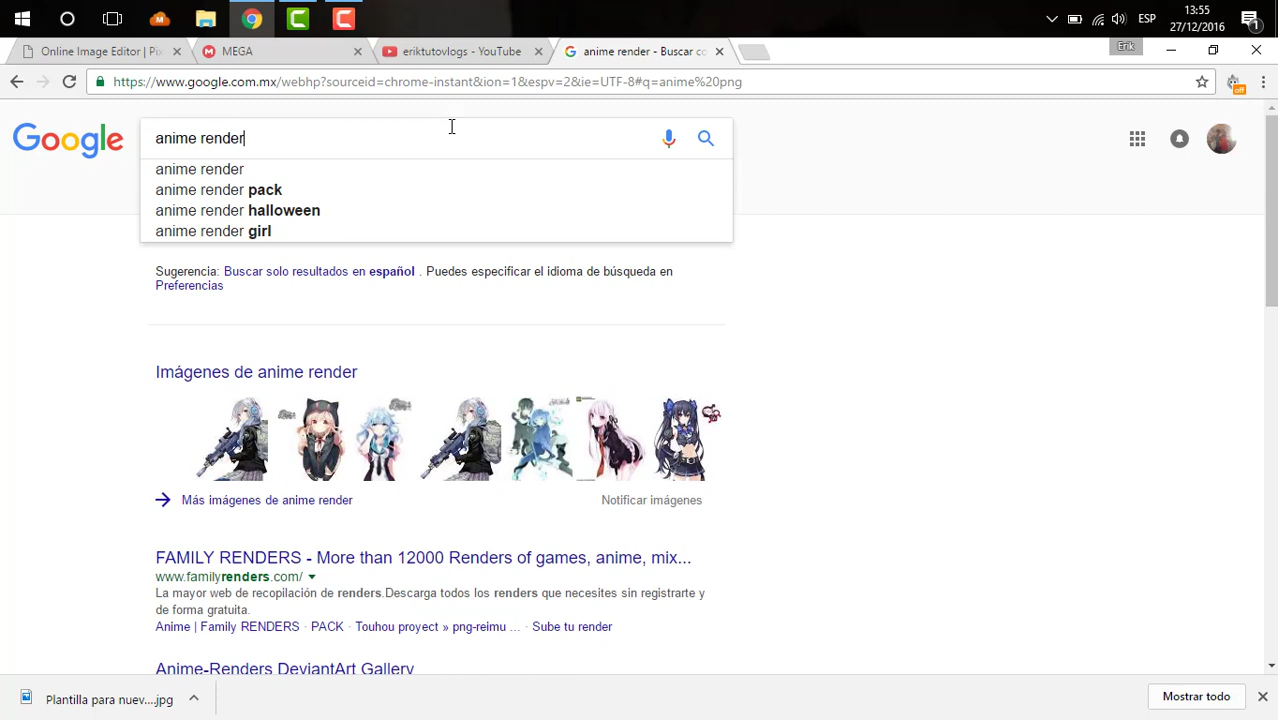 13:55
ESP
27/12/2016
1
Online Image Editor | Pix
MEGA
eriktutovlogs - YouTube
anime render - Buscar co
Erik
https://www.google.com.mx/webhp?sourceid=chrome-instant&ion=1&espv=2&ie=UTF-8#q=anime%20png
off
Google
anime render
anime render
anime render pack
anime render halloween
anime render girl
Sugerencia: Buscar solo resultados en español . Puedes especificar el idioma de búsqueda en
Preferencias
Imágenes de anime render
Más imágenes de anime render
Notificar imágenes
FAMILY RENDERS - More than 12000 Renders of games, anime, mix...
www.familyrenders.com/
La mayor web de recopilación de renders.Descarga todos los renders que necesites sin registrarte y
de forma gratuita.
Anime | Family RENDERS · PACK · Touhou proyect » png-reimu ... · Sube tu render
Anime-Renders DeviantArt Gallery
Plantilla para nuev....jpg
Mostrar todo